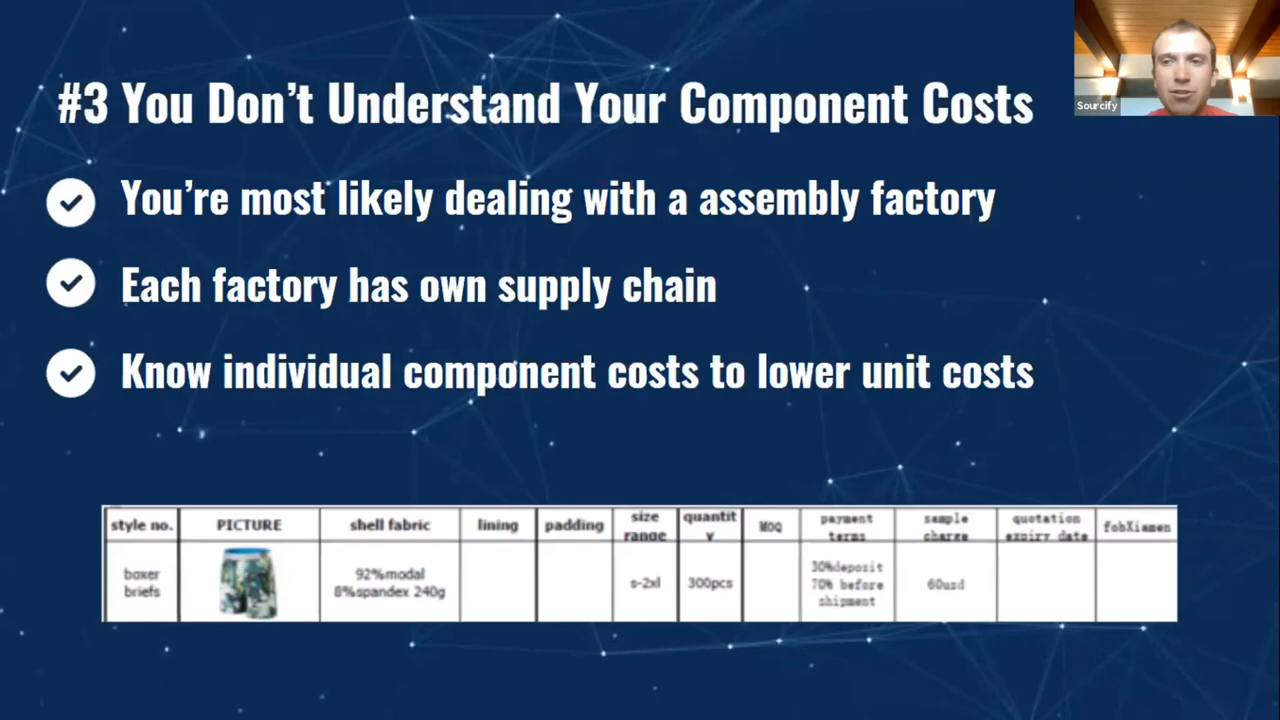 #3 You Don't Understand Your Component Costs
Sourcify
You're most likely dealing with a assembly factory
Each factory has own supply chain
Know individual component costs to lower unit costs
style no. PICTURE shell fabric lining padding size range quantit y MOQ payment terms sample charge quotation expiry date fobXiamen
boxer briefs 92%modal 8%spandex 240g s-2xl 300pcs 30%deposit 70% before shipment 60usd